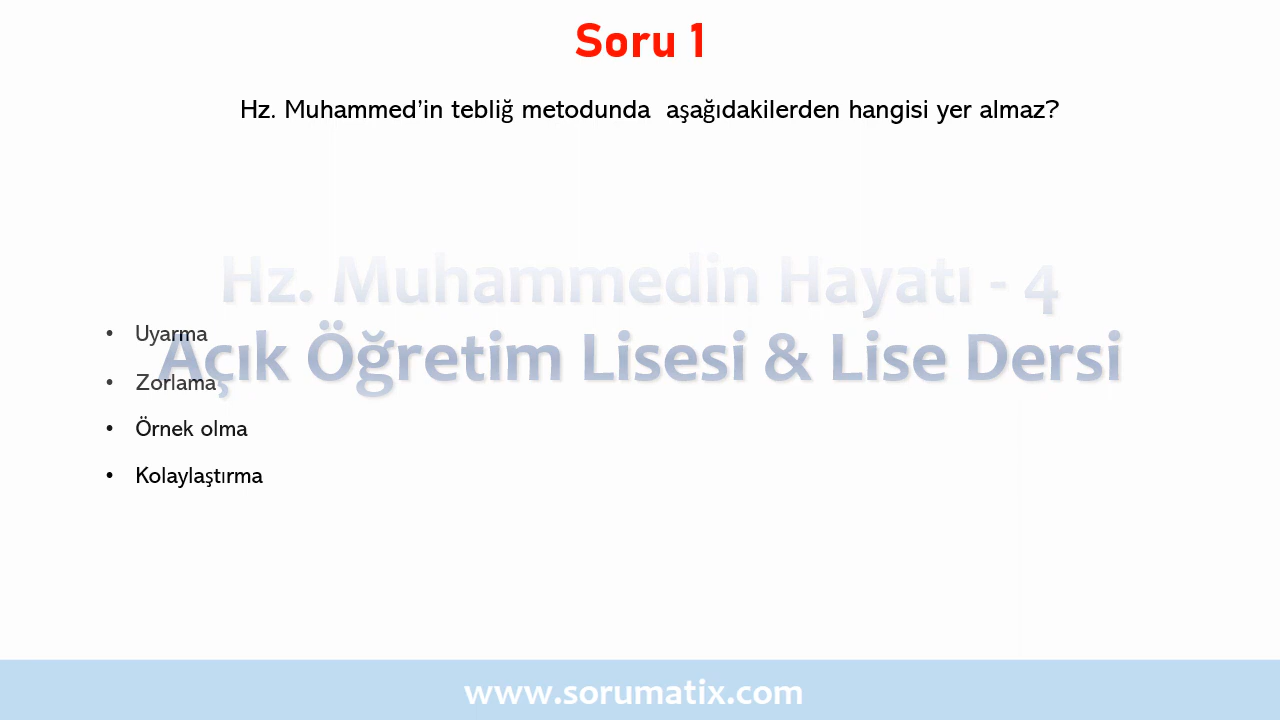 Soru 1
Hz. Muhammed'in tebliğ metodunda aşağıdakilerden hangisi yer almaz?
Hz. Muhammedin Hayatı - 4
Açık Öğretim Lisesi & Lise Dersi
• Uyarma
• Zorlama
• Örnek olma
• Kolaylaştırma
www.sorumatix.com